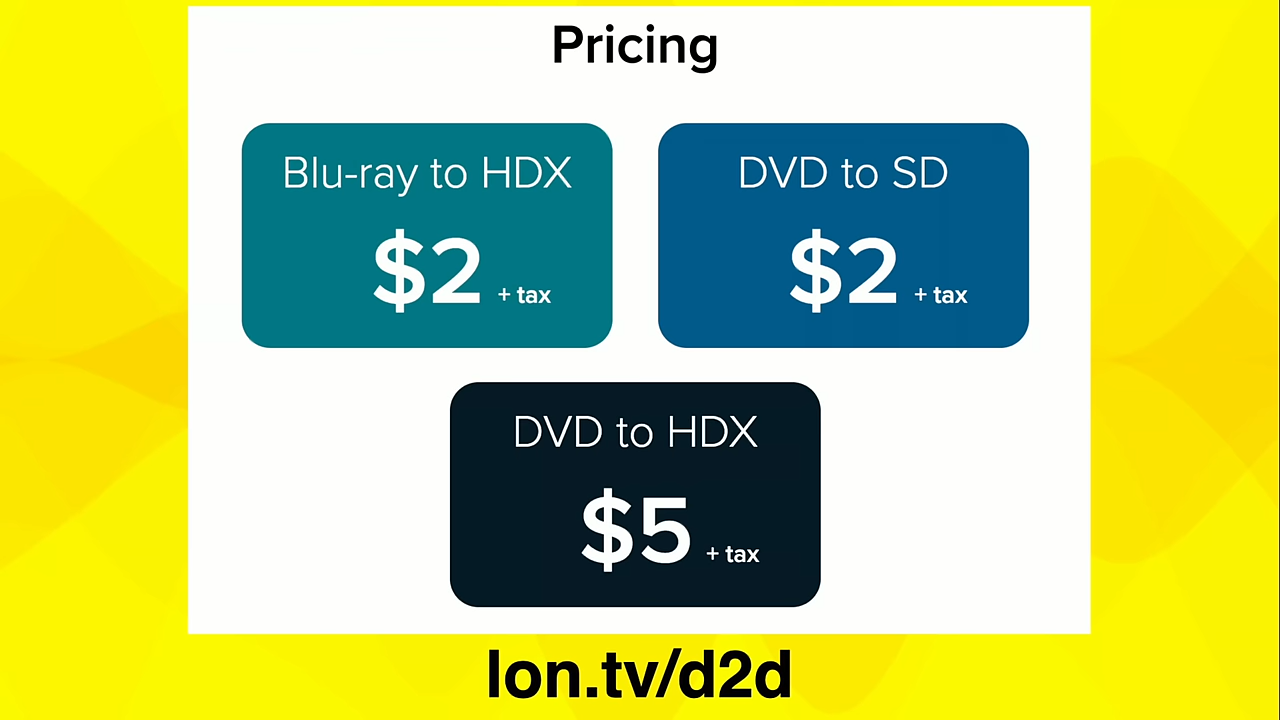 Pricing
Blu-ray to HDX
$2 + tax
DVD to SD
$2 + tax
DVD to HDX
$5 + tax
lon.tv/d2d